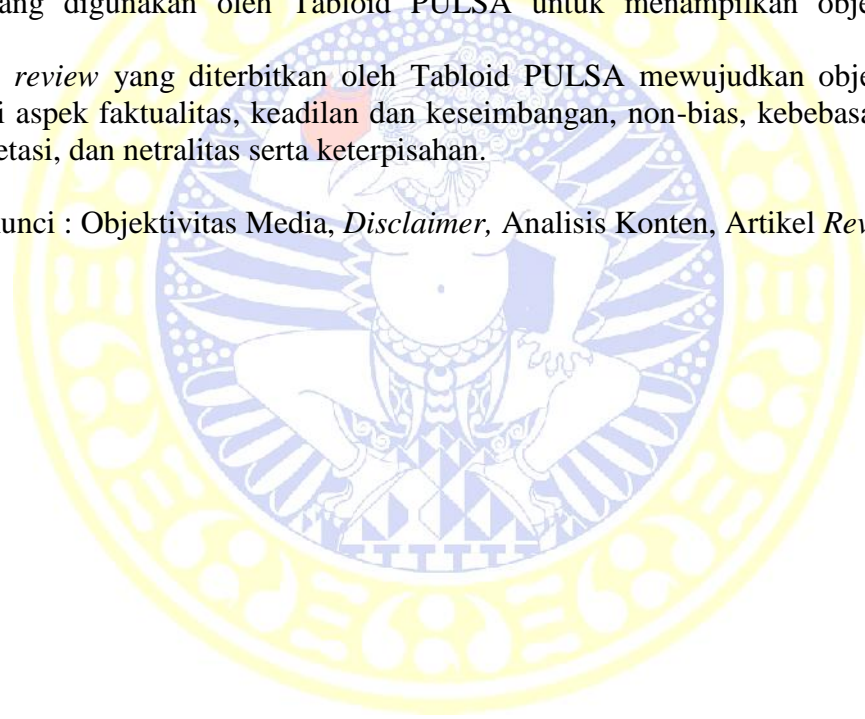 ang digunakan oleh Tabloid PULSA untuk menampilkan obje
review yang diterbitkan oleh Tabloid PULSA mewujudkan obje
i aspek faktualitas, keadilan dan keseimbangan, non-bias, kebebasa
etasi, dan netralitas serta keterpisahan.
unci : Objektivitas Media, Disclaimer, Analisis Konten, Artikel Rev